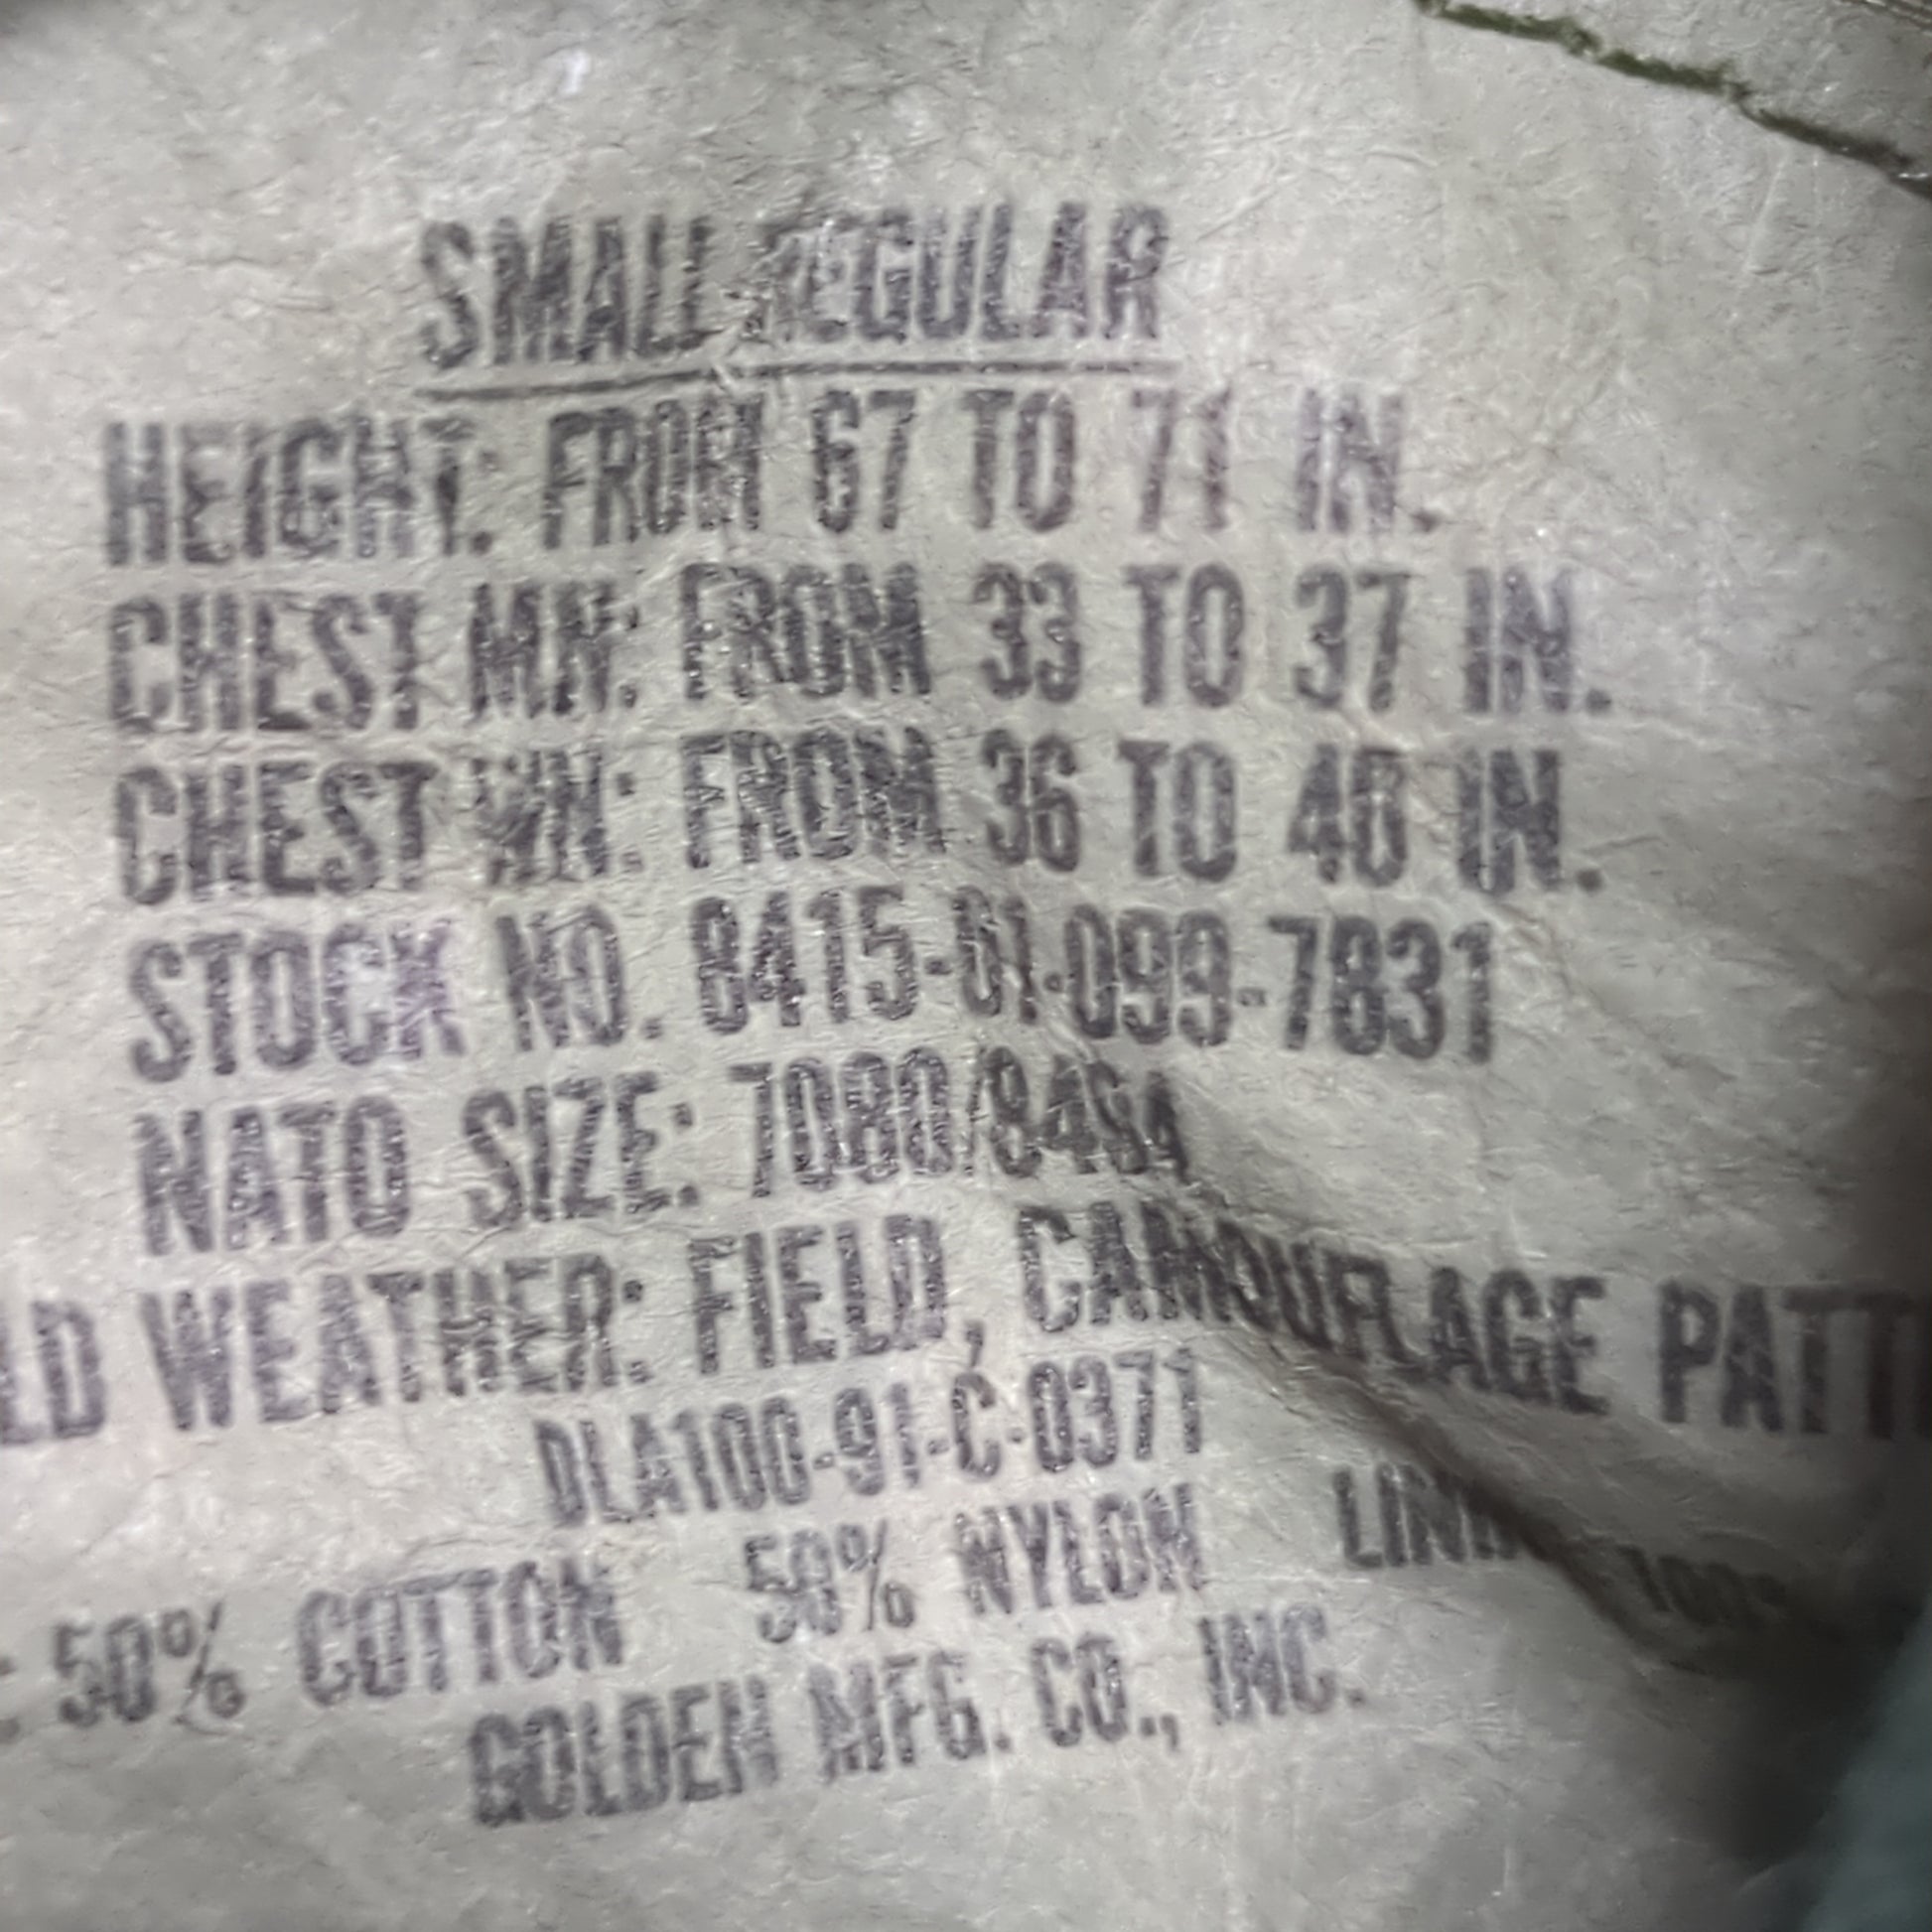 SMALL REGULAR
HEIGHT: FROM 67 TO 71 IN.
CHEST MN: FROM 33 TO 37 IN.
CHEST WN: FROM 36 TO 40 IN.
STOCK NO. 8415-01-099-7831
NATO SIZE: 7080/8494
LD WEATHER: FIELD, CAMOUFLAGE PATT
DLA100-91-C-0371
: 50% COTTON 50% NYLON
GOLDEN MFG. CO., INC.